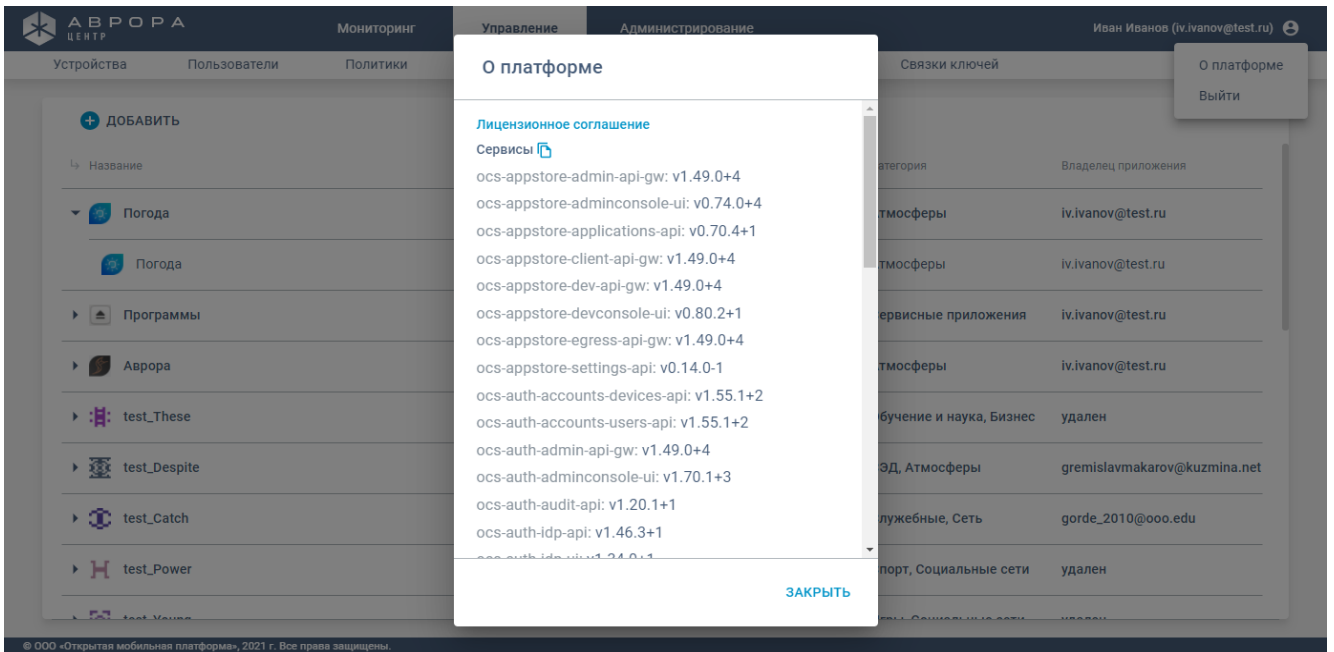 АВРОРА
ЦЕНТР
Мониторинг
Управление
Администрирование
Иван Иванов (iv.ivanov@test.ru)
Устройства
Пользователи
Политики
Связки ключей
О платформе
Выйти
О платформе
Лицензионное соглашение
Сервисы
ocs-appstore-admin-api-gw: v1.49.0+4
ocs-appstore-adminconsole-ui: v0.74.0+4
ocs-appstore-applications-api: v0.70.4+1
ocs-appstore-client-api-gw: v1.49.0+4
ocs-appstore-dev-api-gw: v1.49.0+4
ocs-appstore-devconsole-ui: v0.80.2+1
ocs-appstore-egress-api-gw: v1.49.0+4
ocs-appstore-settings-api: v0.14.0-1
ocs-auth-accounts-devices-api: v1.55.1+2
ocs-auth-accounts-users-api: v1.55.1+2
ocs-auth-admin-api-gw: v1.49.0+4
ocs-auth-adminconsole-ui: v1.70.1+3
ocs-auth-audit-api: v1.20.1+1
ocs-auth-idp-api: v1.46.3+1
ЗАКРЫТЬ
ДОБАВИТЬ
Название
атегория
Владелец приложения
Погода
тмосферы
iv.ivanov@test.ru
Погода
тмосферы
iv.ivanov@test.ru
Программы
ервисные приложения
iv.ivanov@test.ru
Аврора
тмосферы
iv.ivanov@test.ru
test_These
бучение и наука, Бизнес
удален
test_Despite
ЭД, Атмосферы
gremislavmakarov@kuzmina.net
test_Catch
лужебные, Сеть
gorde_2010@ooo.edu
test_Power
порт, Социальные сети
удален
© ООО «Открытая мобильная платформа», 2021 г. Все права защищены.